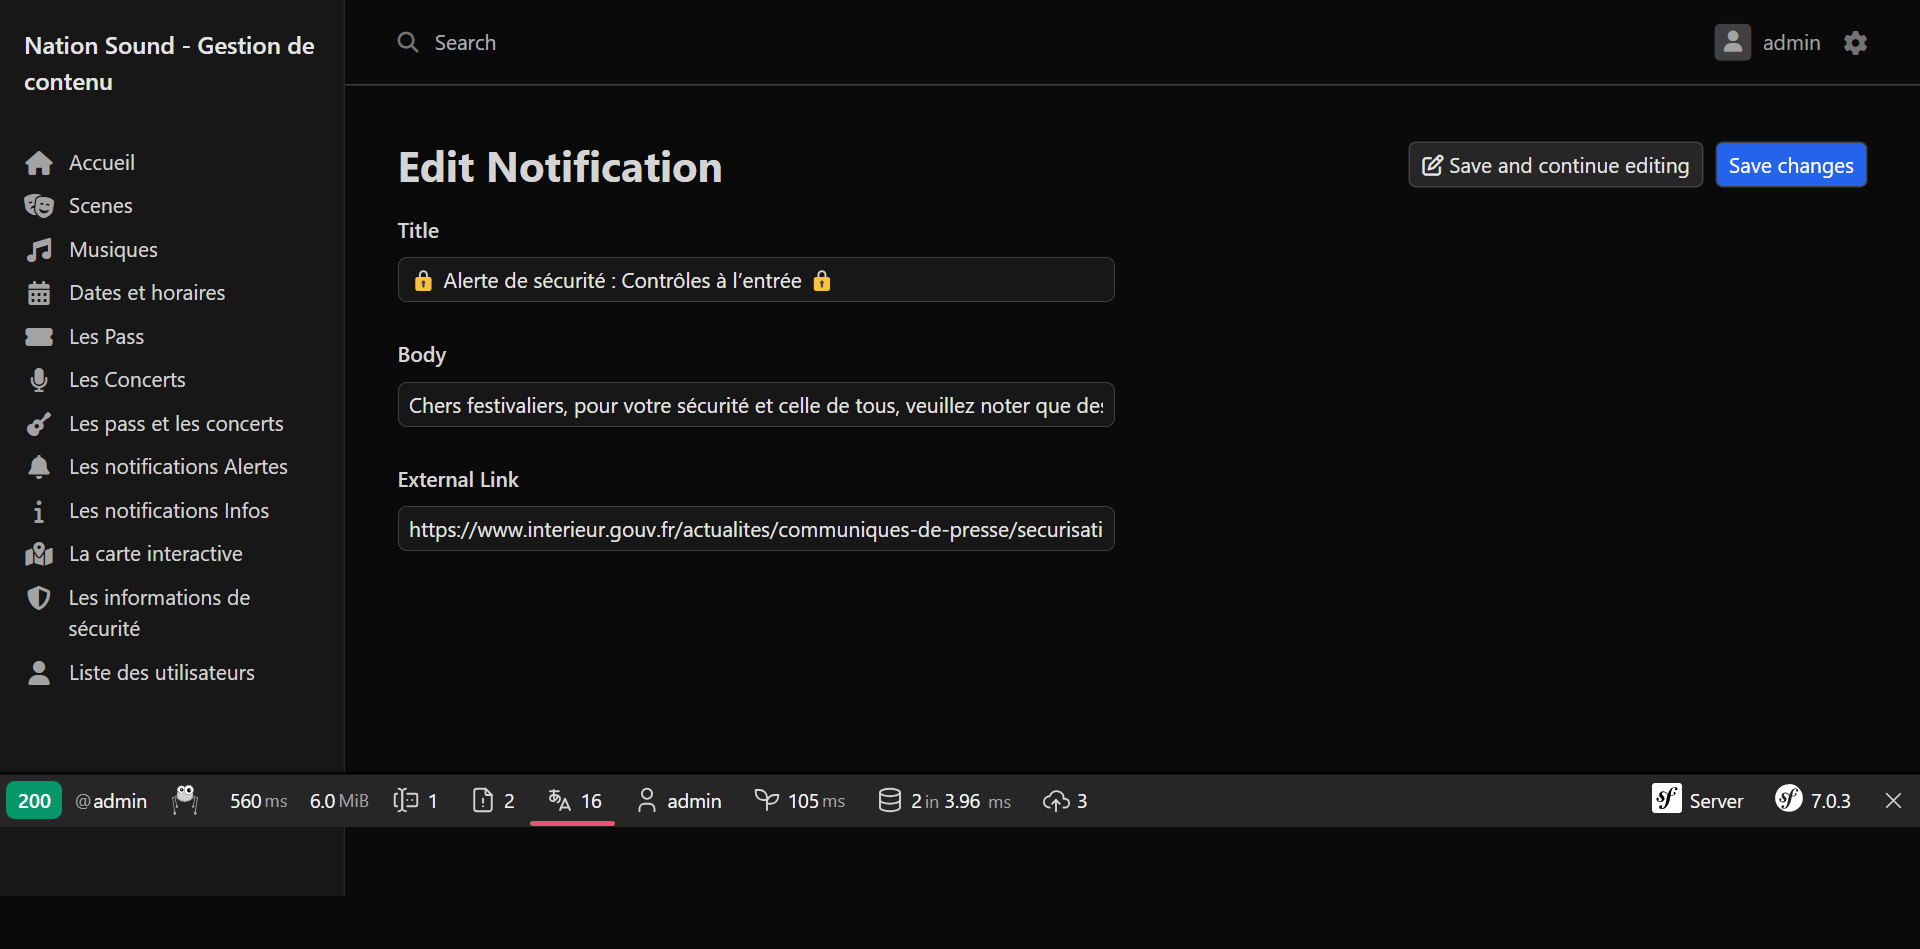 Nation Sound - Gestion de
contenu
Search
admin
Accueil
Scenes
Musiques
Dates et horaires
Les Pass
Les Concerts
Les pass et les concerts
Les notifications Alertes
Les notifications Infos
La carte interactive
Les informations de
sécurité
Liste des utilisateurs
Edit Notification
Save and continue editing
Save changes
Title
🔒 Alerte de sécurité : Contrôles à l’entrée 🔒
Body
Chers festivaliers, pour votre sécurité et celle de tous, veuillez noter que des
External Link
https://www.interieur.gouv.fr/actualites/communiques-de-presse/securisati
200 @admin 560 ms 6.0 MiB 1 2 16 admin 105 ms 2 in 3.96 ms 3 Server 7.0.3